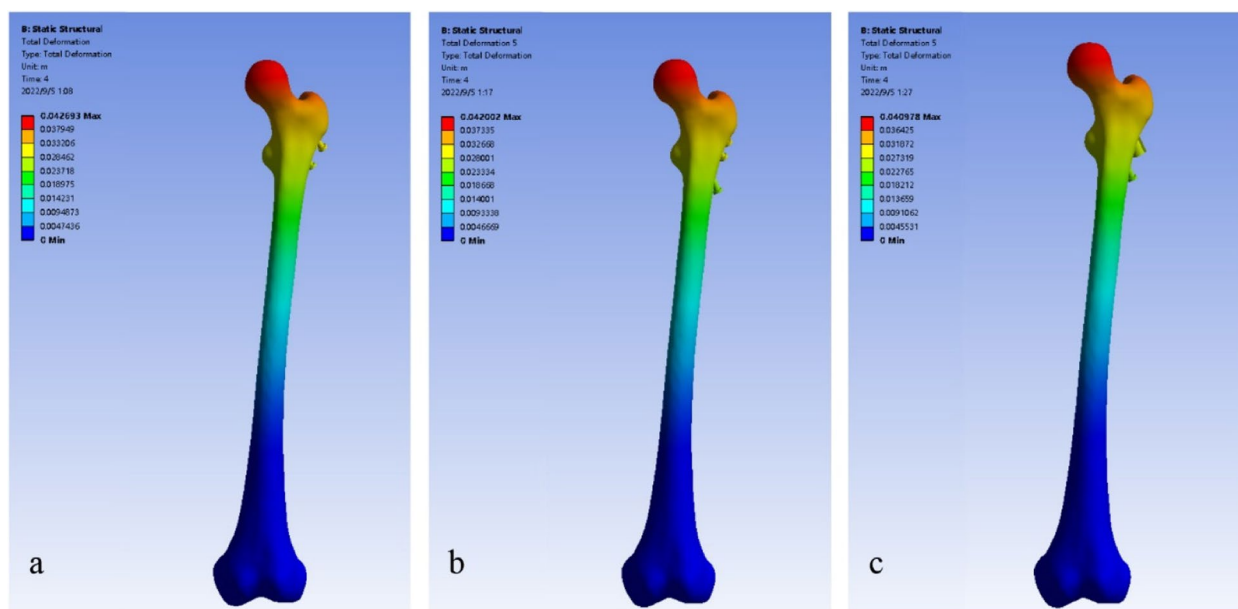 B: Static Structural
Total Deformation
Type: Total Deformation
Unit: m
Time: 4
2022/9/5 1:08
0.042693 Max
0.037949
0.033206
0.028462
0.023718
0.018975
0.014231
0.0094873
0.0047436
0 Min
a
B: Static Structural
Total Deformation 5
Type: Total Deformation
Unit: m
Time: 4
2022/9/5 1:17
0.042002 Max
0.037335
0.032668
0.028001
0.023334
0.018668
0.014001
0.0093338
0.0046669
0 Min
b
B: Static Structural
Total Deformation 5
Type: Total Deformation
Unit: m
Time: 4
2022/9/5 1:27
0.040978 Max
0.036425
0.031872
0.027319
0.022765
0.018212
0.013659
0.0091062
0.0045531
0 Min
c